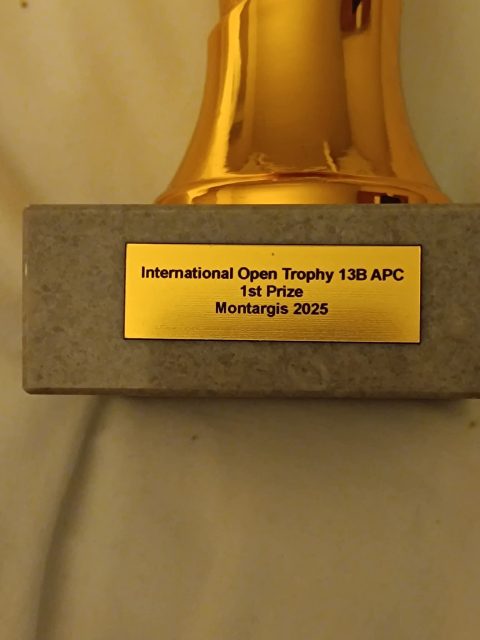 International Open Trophy 13B APC
1st Prize
Montargis 2025